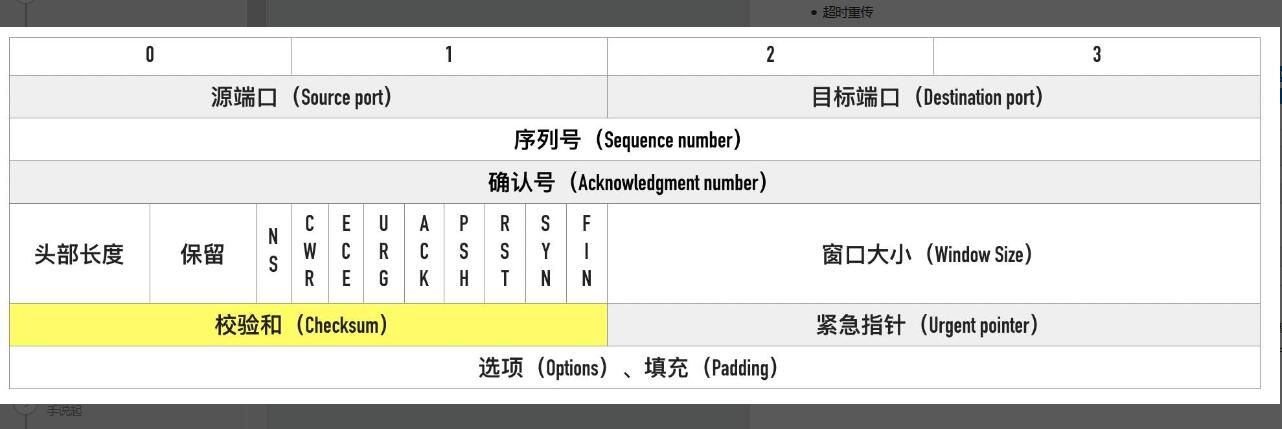 • 超时重传
0 1 2 3
源端口（Source port） 目标端口（Destination port）
序列号（Sequence number）
确认号（Acknowledgment number）
头部长度 保留 NS CWR ECE URG ACK PSH RST SYN FIN 窗口大小（Window Size）
校验和（Checksum） 紧急指针（Urgent pointer）
选项（Options）、填充（Padding）
手说起